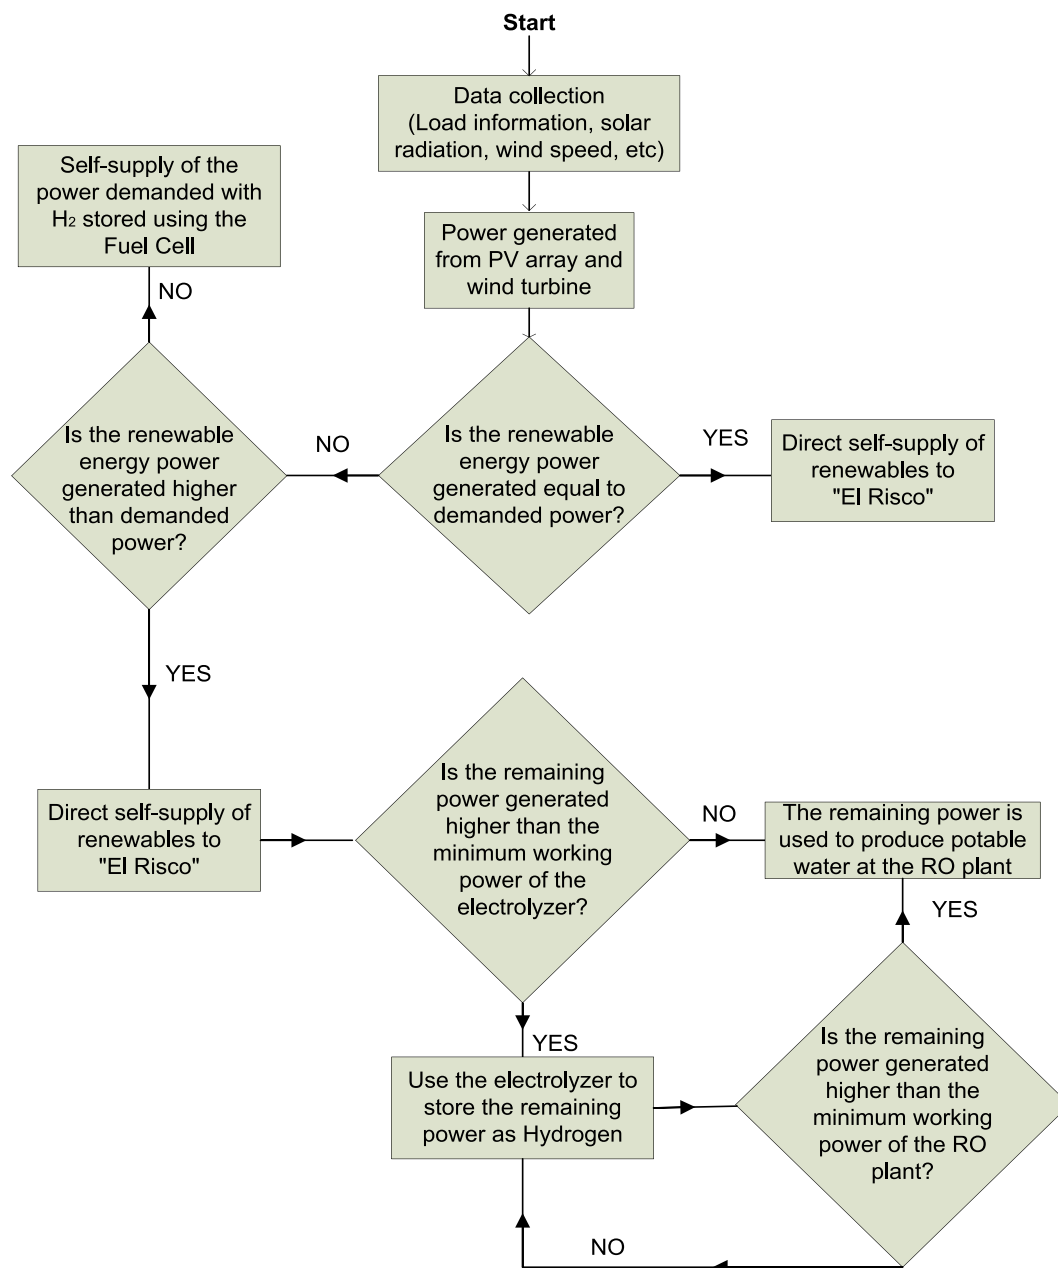 Start
Data collection
(Load information, solar
radiation, wind speed, etc)
Self-supply of the
power demanded with
H₂ stored using the
Fuel Cell
Power generated
from PV array and
wind turbine
NO
Is the renewable
energy power
generated higher
than demanded
power?
NO
Is the renewable
energy power
generated equal to
demanded power?
YES
Direct self-supply of
renewables to
"El Risco"
YES
Direct self-supply of
renewables to
"El Risco"
Is the remaining
power generated
higher than the
minimum working
power of the
electrolyzer?
NO
The remaining power is
used to produce potable
water at the RO plant
YES
YES
Use the electrolyzer to
store the remaining
power as Hydrogen
Is the remaining
power generated
higher than the
minimum working
power of the RO
plant?
NO